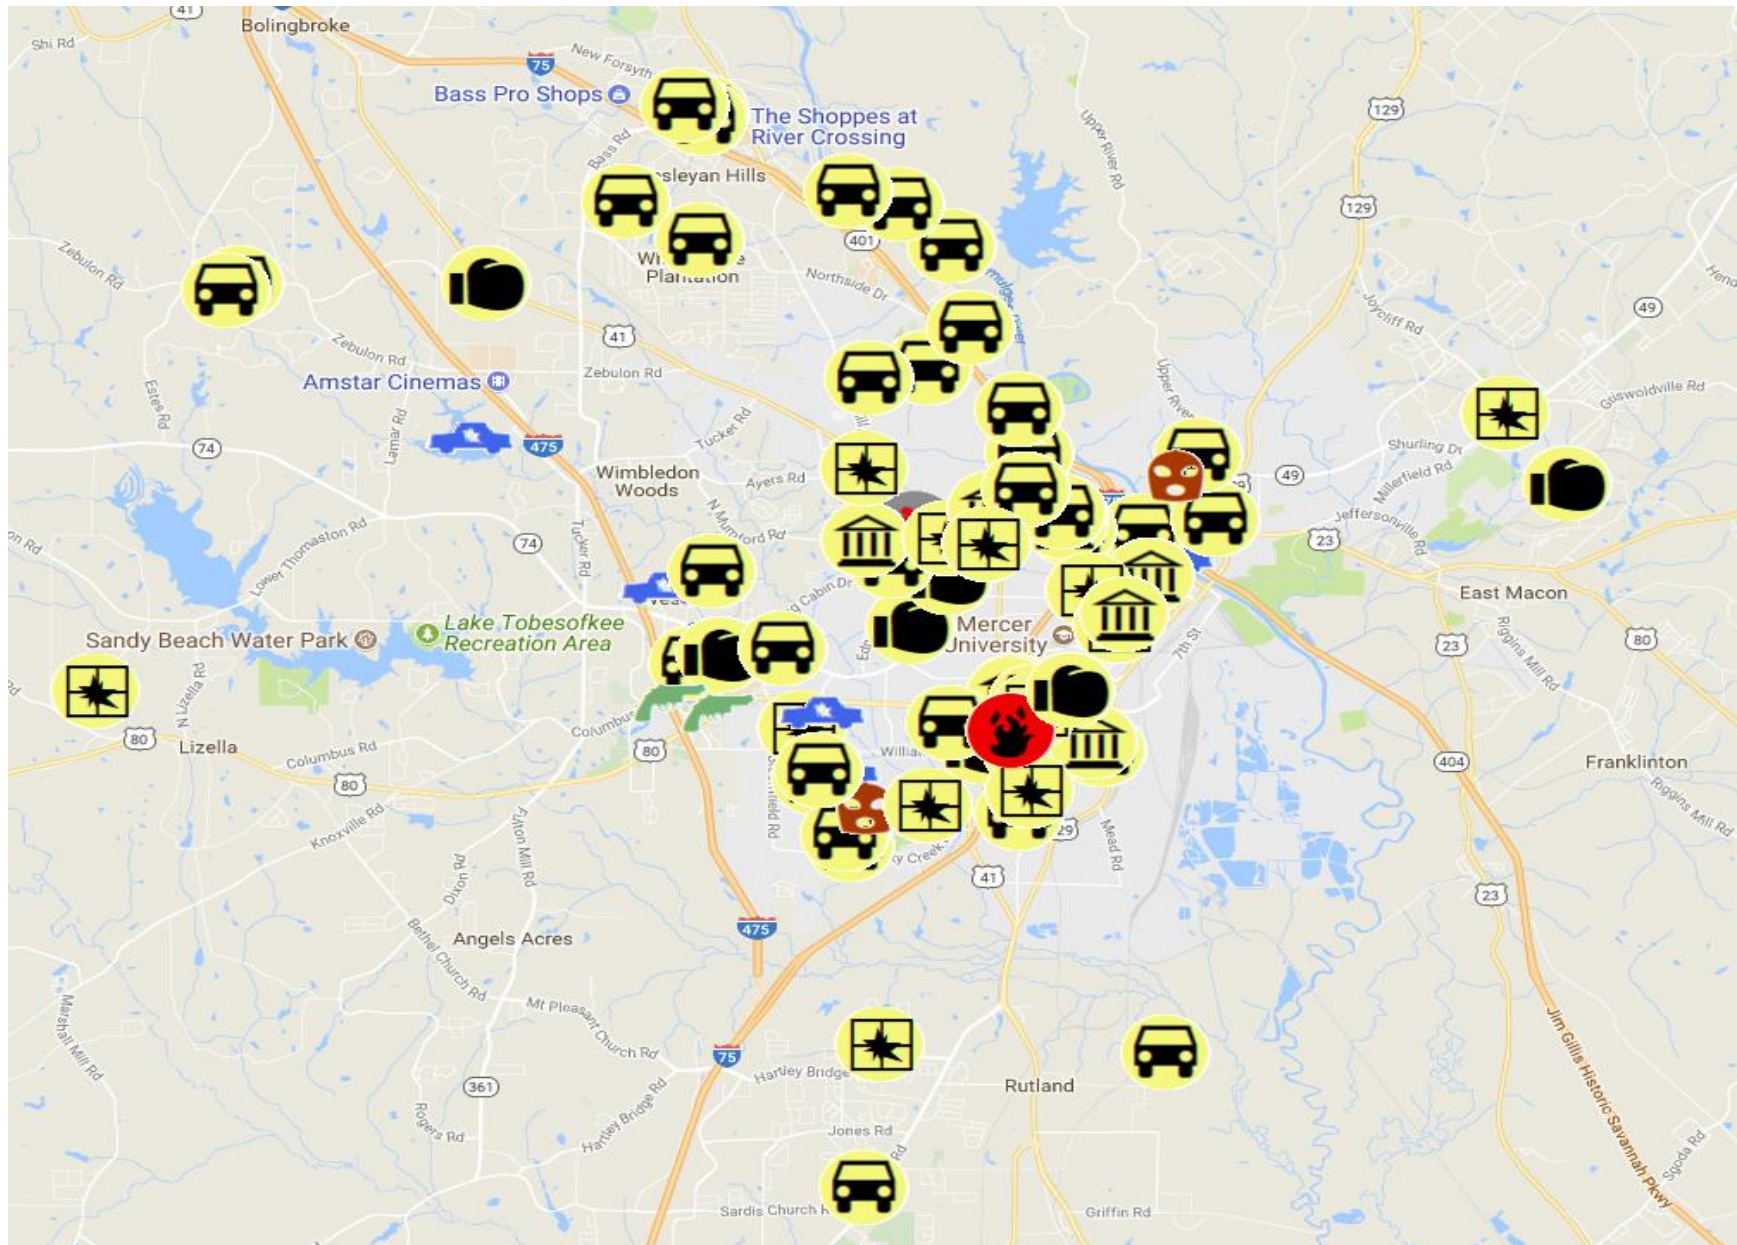 41
Bolingbroke
Shi Rd
75
New Forsyth
Bass Pro Shops
The Shoppes at
River Crossing
129
Bass Rd
Upper River Rd
Zebulon Rd
129
401
Plantation
Northside Dr
49
Joycliff Rd
41
Zebulon Rd
Zebulon Rd
Amstar Cinemas
Estes Rd
Lamar Rd
Tucker Rd
Griswoldville Rd
74
475
Shurling Dr
Wimbledon
Woods
Ayers Rd
49
Millerfield Rd
N Mumford Rd
Jeffersonville Rd
Lower Thomaston Rd
74
Tucker Rd
23
East Macon
Lake Tobesofkee
Recreation Area
Mercer
University
Sandy Beach Water Park
7th St
23
80
Riggins Mill Rd
N Lizella Rd
80
Lizella
Columbus Rd
80
80
Columbus
404
Franklinton
Riggins Mill Rd
Knoxville Rd
Fulton Mill Rd
Mead Rd
Dixon Rd
41
23
475
Angels Acres
Bethel Church Rd
Marshall Mill Rd
Mt Pleasant Church Rd
75
Hartley Bridge
Rutland
361
Rogers Rd
Hartley Bridge Rd
Jones Rd
Jim Gillis Historic Savannah Pkwy
Sgoda Rd
Sardis Church
Griffin Rd